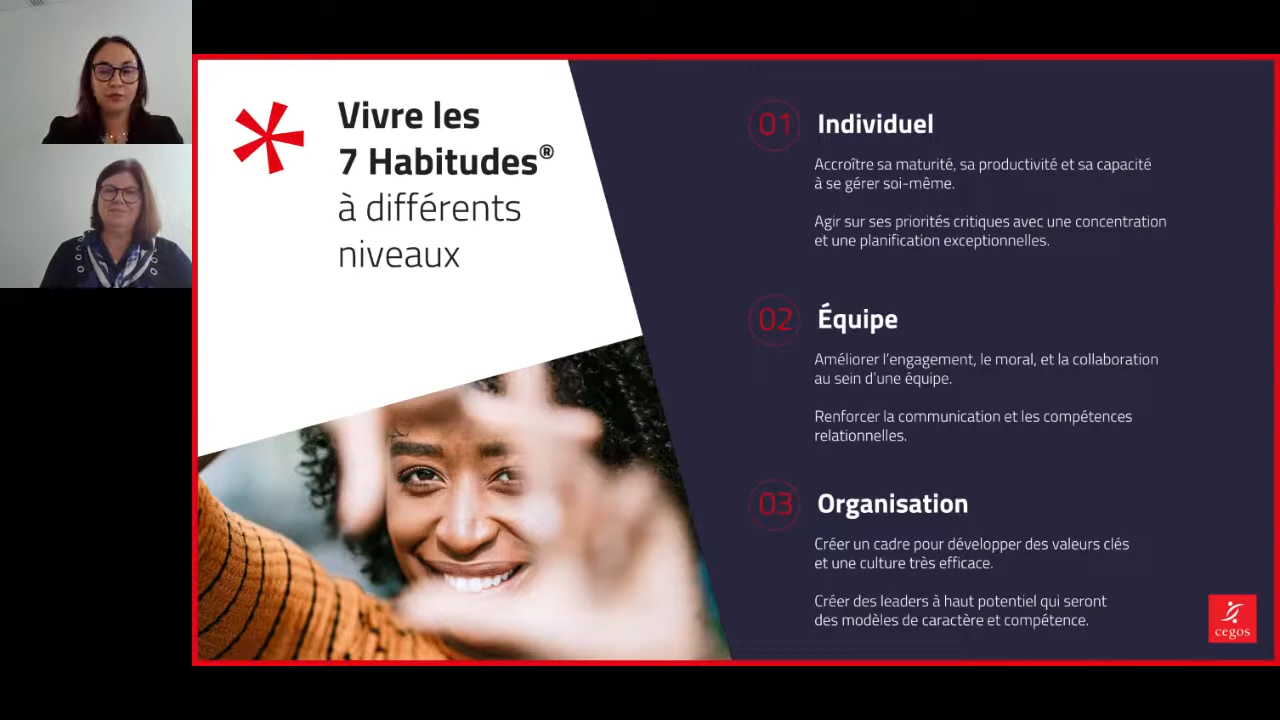 Vivre les
7 Habitudes®
à différents
niveaux
01 Individuel
Accroître sa maturité, sa productivité et sa capacité
à se gérer soi-même.
Agir sur ses priorités critiques avec une concentration
et une planification exceptionnelles.
02 Équipe
Améliorer l'engagement, le moral, et la collaboration
au sein d'une équipe.
Renforcer la communication et les compétences
relationnelles.
03 Organisation
Créer un cadre pour développer des valeurs clés
et une culture très efficace.
Créer des leaders à haut potentiel qui seront
des modèles de caractère et compétence.
cegos